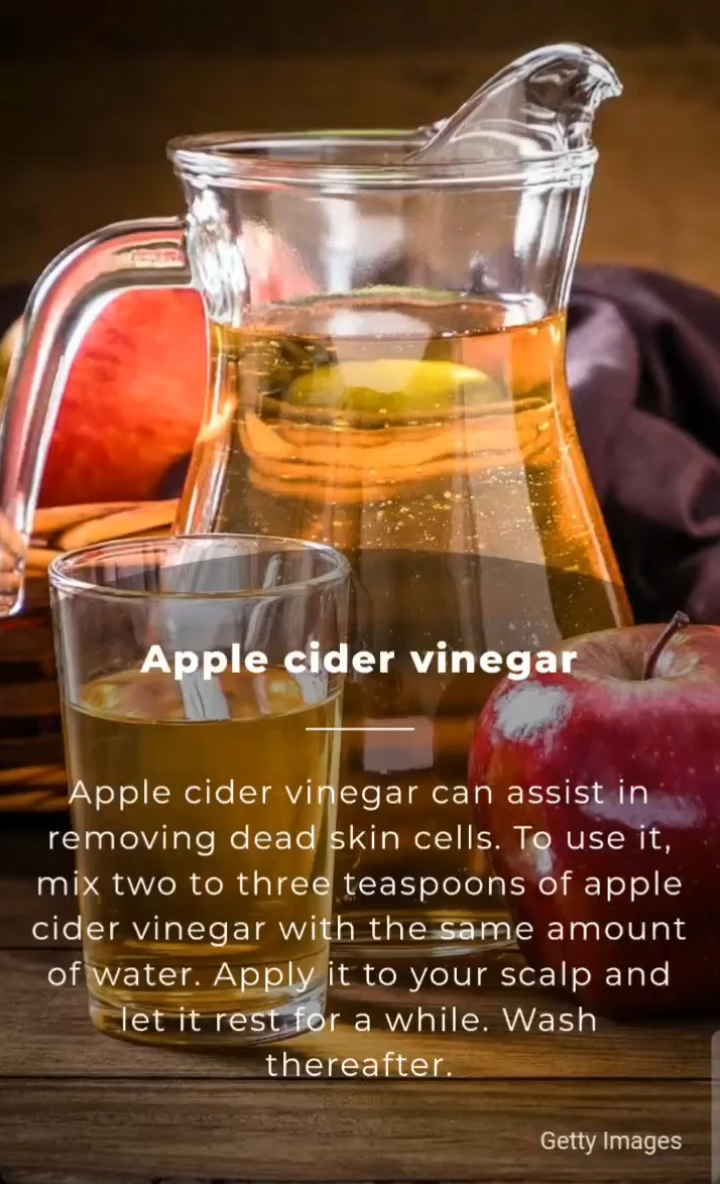 Apple cider vinegar
Apple cider vinegar can assist in
removing dead skin cells. To use it,
mix two to three teaspoons of apple
cider vinegar with the same amount
of water. Apply it to your scalp and
let it rest for a while. Wash
thereafter.
Getty Images